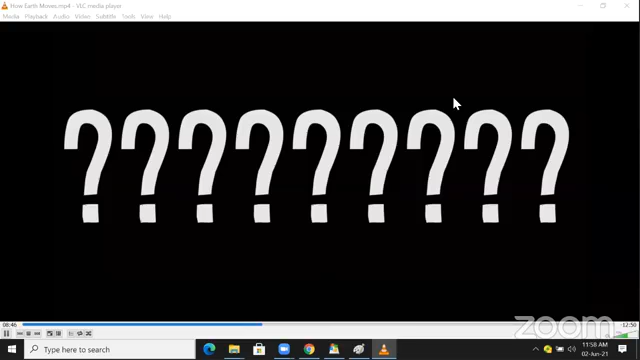 How Earth Moves.mp4 - VLC media player
Media Playback Audio Video Subtitle Tools View Help
?????????
08:46
-12:50
zoom
Type here to search
11:58 AM
02-Jun-21